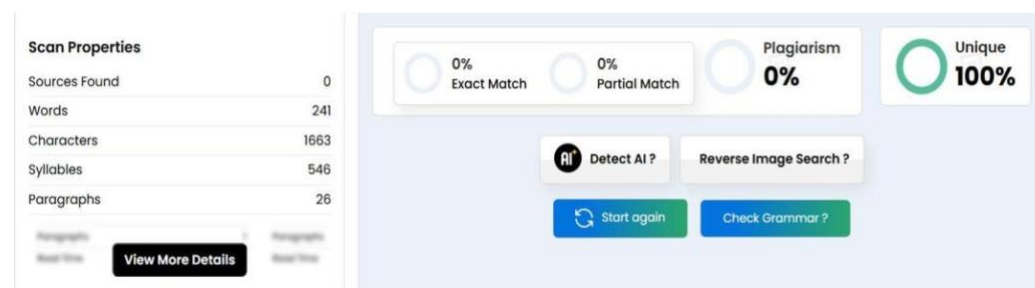 Scan Properties
Sources Found 0
Words 241
Characters 1663
Syllables 546
Paragraphs 26
View More Details
0%
Exact Match
0%
Partial Match
Plagiarism
0%
Unique
100%
AI Detect AI ?
Reverse Image Search ?
Start again
Check Grammar ?